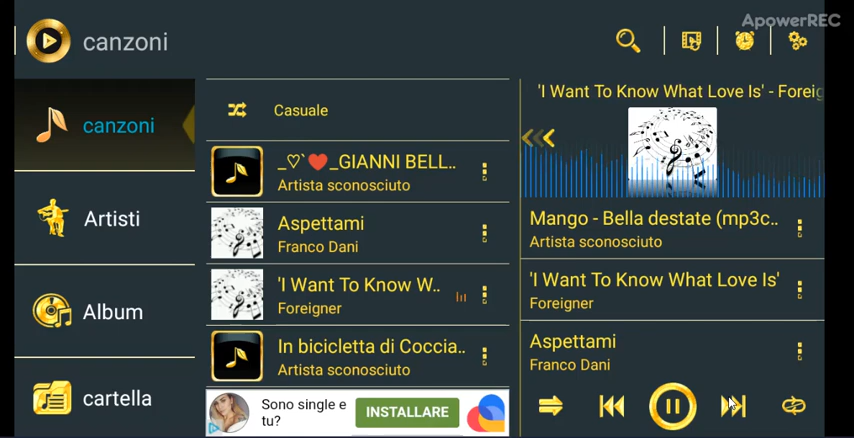 ApowerREC
canzoni
canzoni
Artisti
Album
cartella
Casuale
_♡`❤️_GIANNI BELL..
Artista sconosciuto
Aspettami
Franco Dani
'I Want To Know W..
Foreigner
In bicicletta di Coccia..
Artista sconosciuto
Sono single e
tu?
INSTALLARE
'I Want To Know What Love Is' - Foreig
Mango - Bella destate (mp3c..
Artista sconosciuto
'I Want To Know What Love Is'
Foreigner
Aspettami
Franco Dani